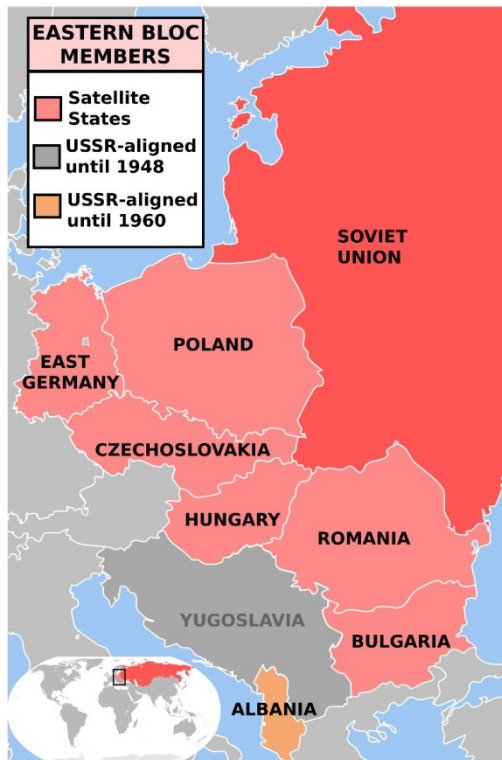 EASTERN BLOC
MEMBERS
Satellite
States
USSR-aligned
until 1948
USSR-aligned
until 1960
SOVIET
UNION
POLAND
EAST
GERMANY
CZECHOSLOVAKIA
HUNGARY
ROMANIA
YUGOSLAVIA
BULGARIA
ALBANIA